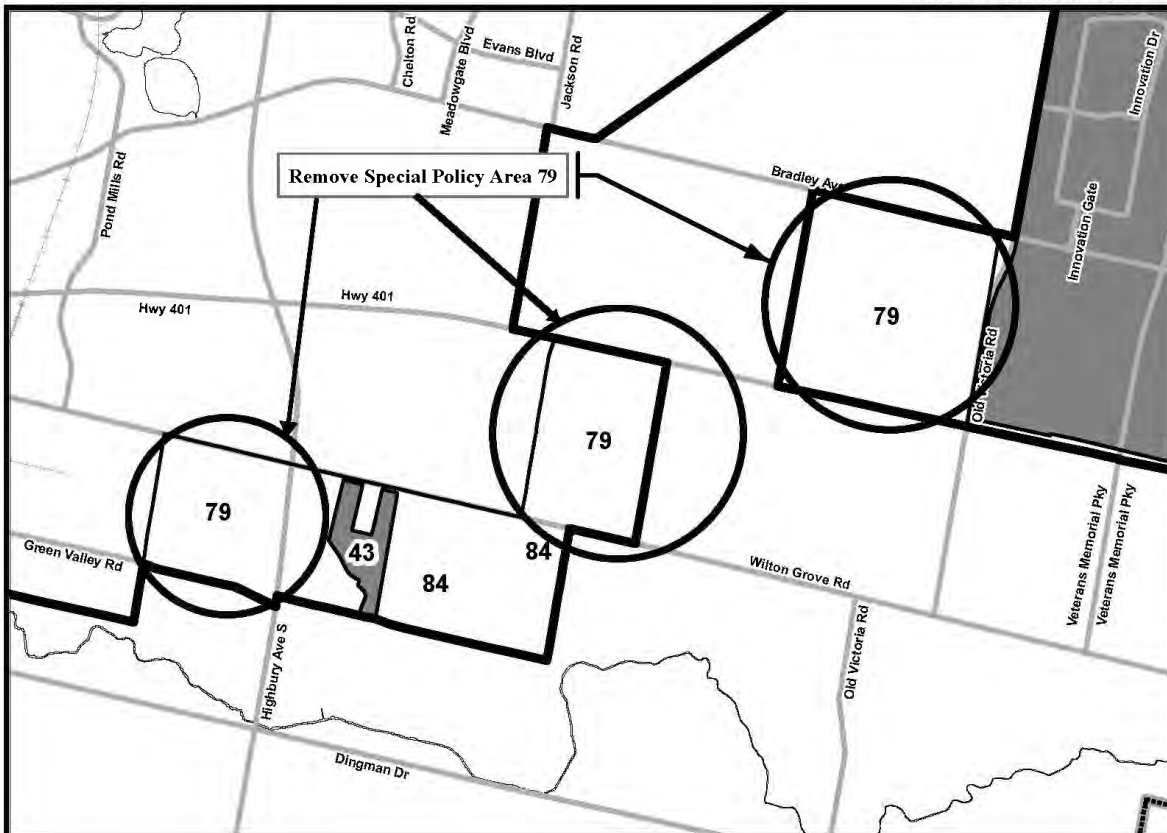 Evans Blvd
Chelton Rd
Meadowgate Blvd
Jackson Rd
Innovation Dr
Pond Mills Rd
Remove Special Policy Area 79
Bradley Av
Innovation Gate
Hwy 401
Hwy 401
79
Old Victoria Rd
79
79
43
84
84
Green Valley Rd
Wilton Grove Rd
Veterans Memorial Pky
Veterans Memorial Pky
Old Victoria Rd
Highbury Ave S
Dingman Dr